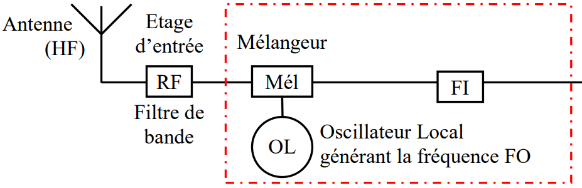 Antenne
(HF)
Etage
d'entrée
RF
Filtre de
bande
Mélangeur
Mél
FI
OL
Oscillateur Local
générant la fréquence FO